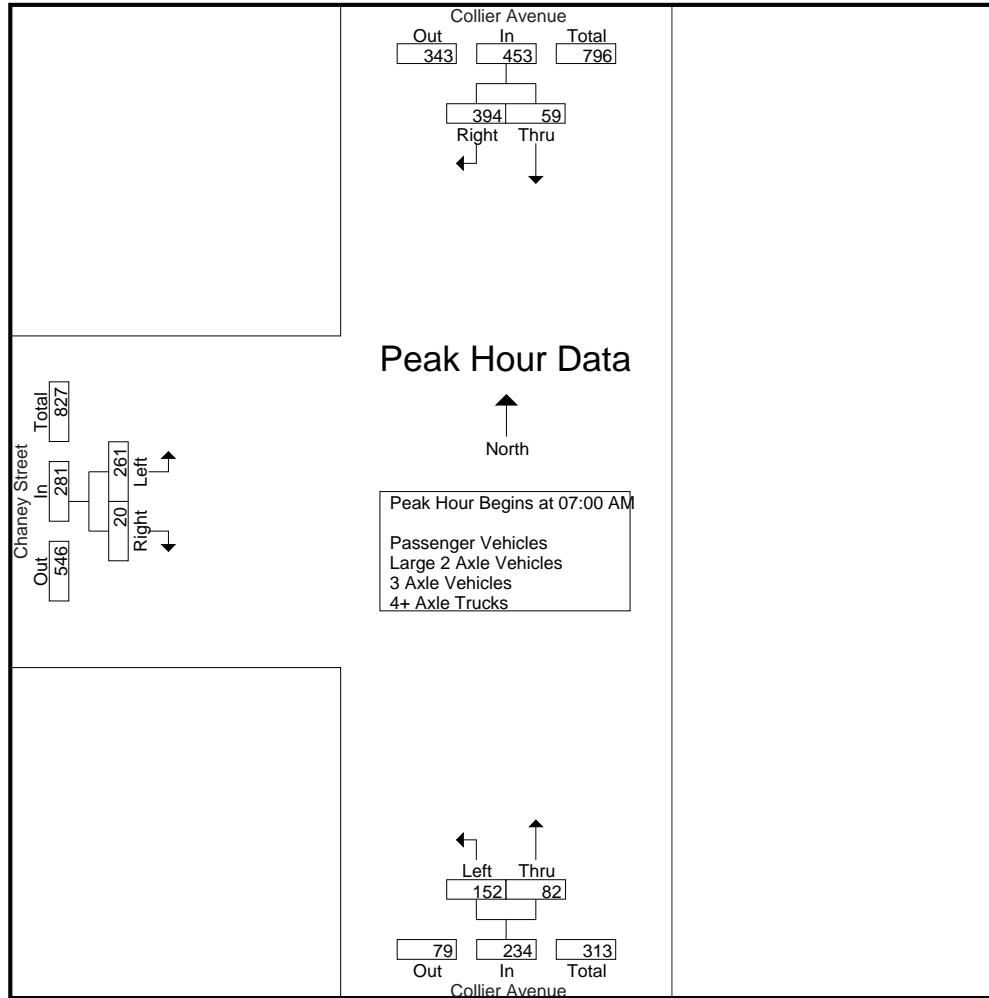 Collier Avenue
Out In Total
343 453 796
394 59
Right Thru
Peak Hour Data
North
Chaney Street
Out In Total
546 281 827
Right Left
20 261
Peak Hour Begins at 07:00 AM
Passenger Vehicles
Large 2 Axle Vehicles
3 Axle Vehicles
4+ Axle Trucks
Left Thru
152 82
79 234 313
Out In Total
Collier Avenue